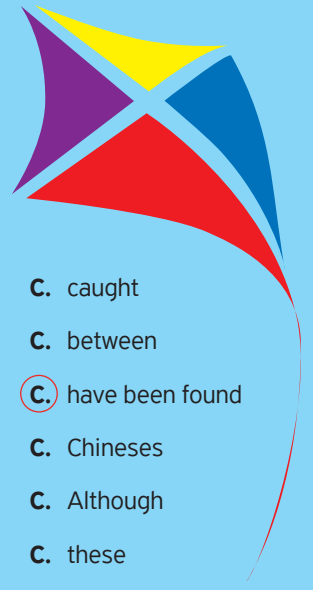 C. caught
C. between
C. have been found
C. Chineses
C. Although
C. these